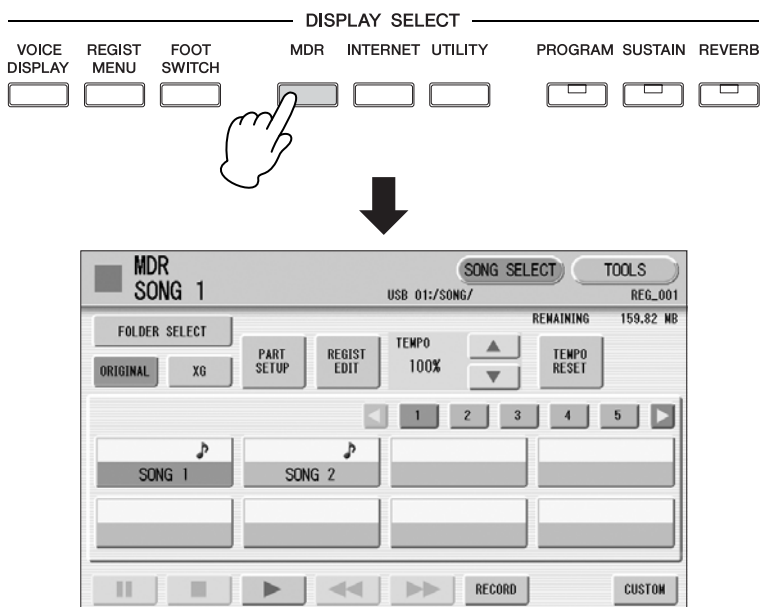 DISPLAY SELECT
VOICE DISPLAY
REGIST MENU
FOOT SWITCH
MDR
INTERNET
UTILITY
PROGRAM
SUSTAIN
REVERB
MDR
SONG 1
SONG SELECT
TOOLS
USB 01:/SONG/
REG_001
REMAINING 159.82 MB
FOLDER SELECT
ORIGINAL
XG
PART SETUP
REGIST EDIT
TEMPO
100%
TEMPO RESET
1 2 3 4 5
SONG 1
SONG 2
RECORD
CUSTOM